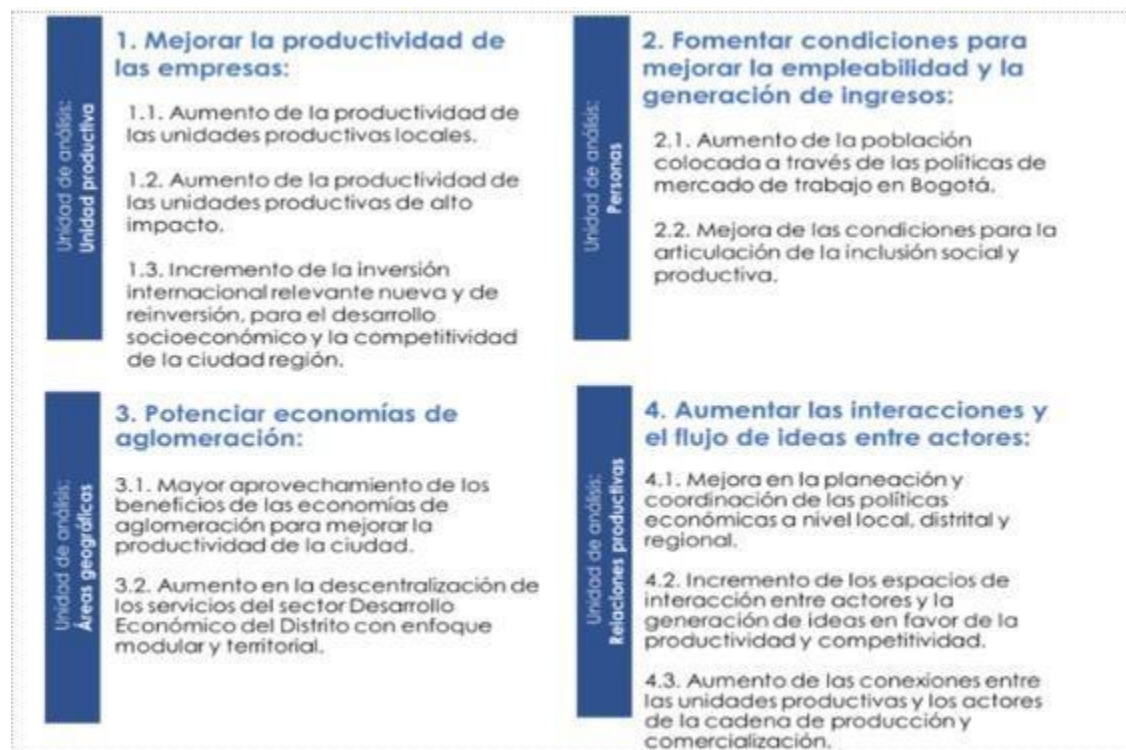 Unidad de análisis:
Unidad productiva
1. Mejorar la productividad de
las empresas:
1.1. Aumento de la productividad de
las unidades productivas locales.
1.2. Aumento de la productividad de
las unidades productivas de alto
impacto.
1.3. Incremento de la inversión
internacional relevante nueva y de
reinversión, para el desarrollo
socioeconómico y la competitividad
de la ciudad región.
Unidad de análisis:
Personas
2. Fomentar condiciones para
mejorar la empleabilidad y la
generación de ingresos:
2.1. Aumento de la población
colocada a través de las políticas de
mercado de trabajo en Bogotá.
2.2. Mejora de las condiciones para la
articulación de la inclusión social y
productiva.
Unidad de análisis:
Áreas geográficas
3. Potenciar economías de
aglomeración:
3.1. Mayor aprovechamiento de los
beneficios de las economías de
aglomeración para mejorar la
productividad de la ciudad.
3.2. Aumento en la descentralización de
los servicios del sector Desarrollo
Económico del Distrito con enfoque
modular y territorial.
Unidad de análisis:
Relaciones productivas
4. Aumentar las interacciones y
el flujo de ideas entre actores:
4.1. Mejora en la planeación y
coordinación de las políticas
económicas a nivel local, distrital y
regional.
4.2. Incremento de los espacios de
interacción entre actores y la
generación de ideas en favor de la
productividad y competitividad.
4.3. Aumento de las conexiones entre
las unidades productivas y los actores
de la cadena de producción y
comercialización.